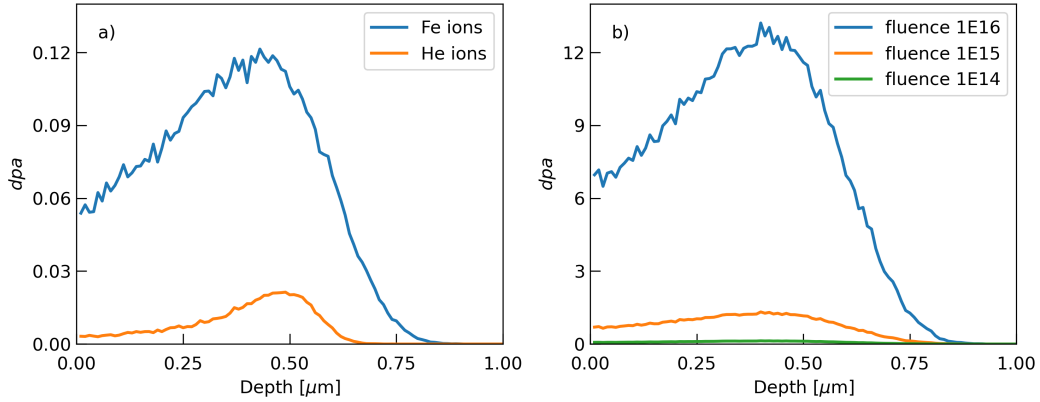 a)
Fe ions
He ions
0.12
0.09
0.06
0.03
0.00
dpa
0.00 0.25 0.50 0.75 1.00
Depth [μm]
b)
fluence 1E16
fluence 1E15
fluence 1E14
12
9
6
3
0
dpa
0.00 0.25 0.50 0.75 1.00
Depth [μm]